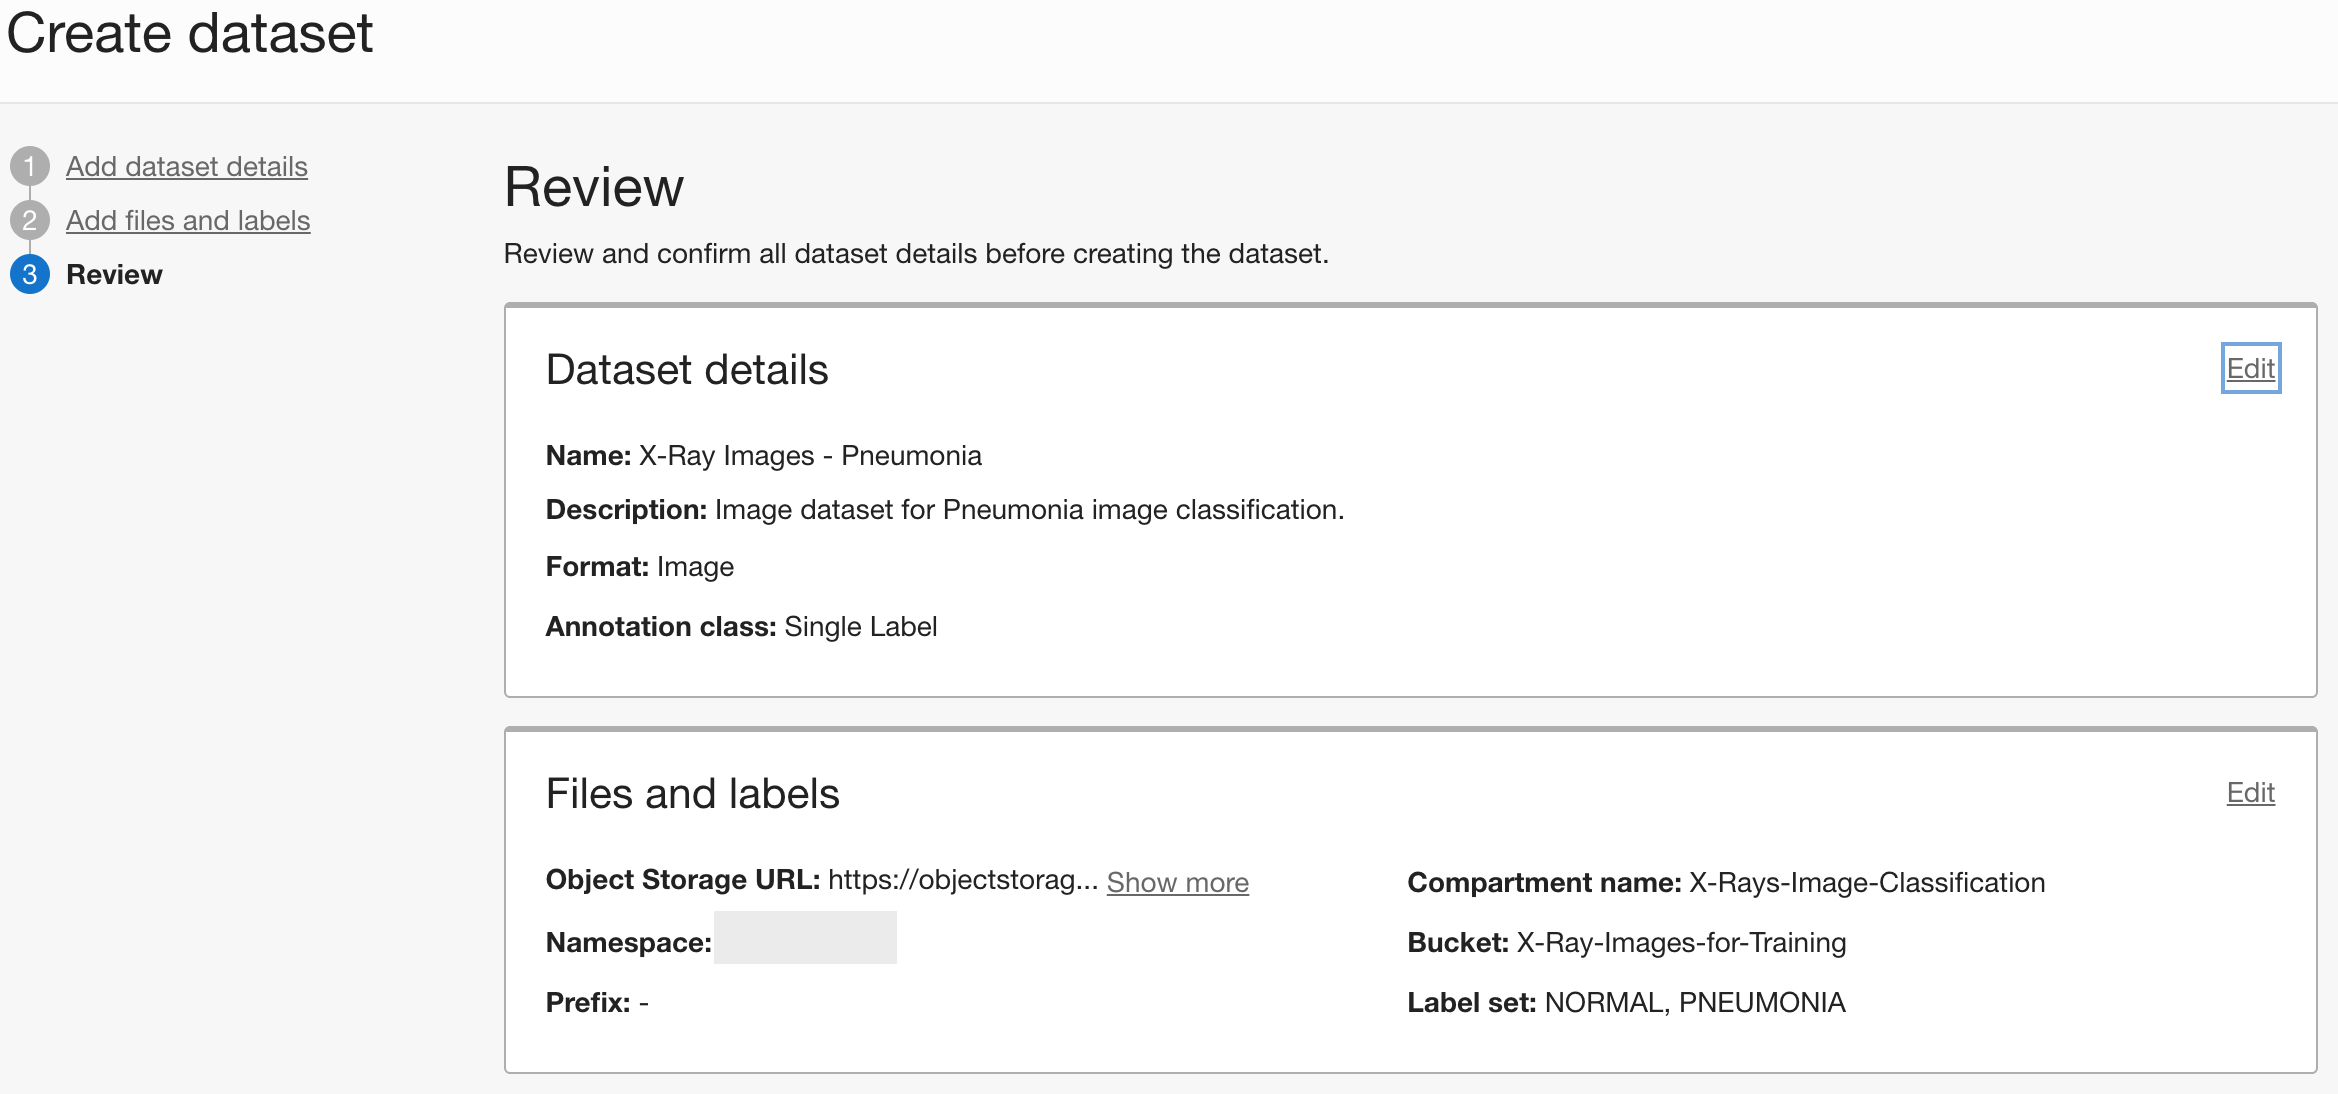 Create dataset
1 Add dataset details
2 Add files and labels
3 Review
Review
Review and confirm all dataset details before creating the dataset.
Dataset details
Edit
Name: X-Ray Images - Pneumonia
Description: Image dataset for Pneumonia image classification.
Format: Image
Annotation class: Single Label
Files and labels
Edit
Object Storage URL: https://objectstorag... Show more
Namespace:
Prefix: -
Compartment name: X-Rays-Image-Classification
Bucket: X-Ray-Images-for-Training
Label set: NORMAL, PNEUMONIA